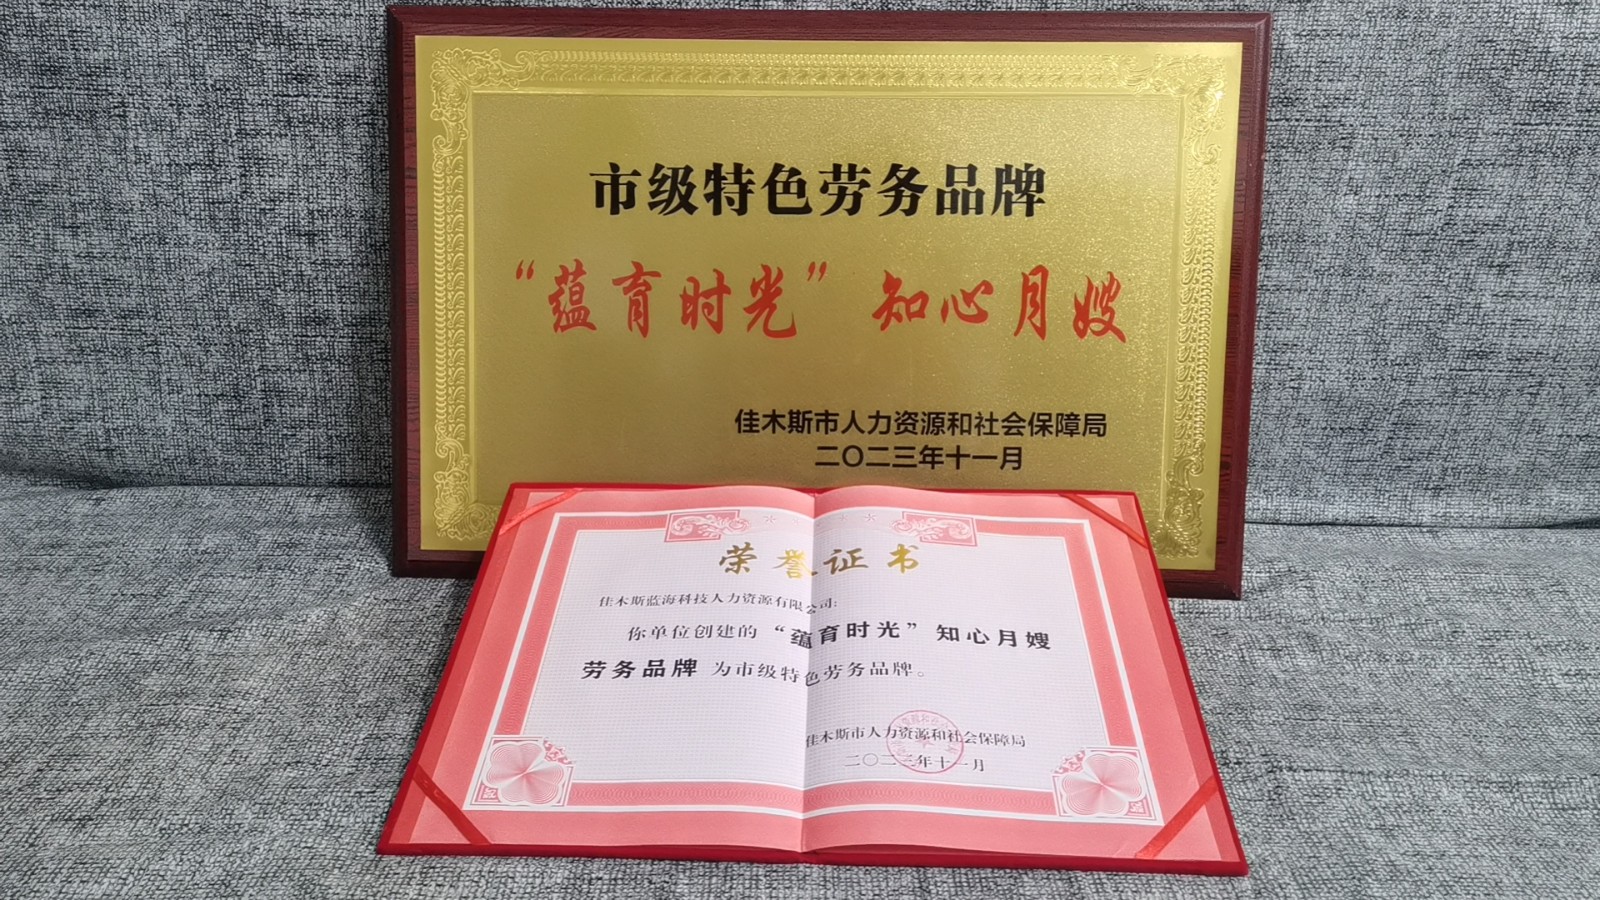 市级特色劳务品牌
“蕴育时光”知心月嫂
佳木斯市人力资源和社会保障局
二〇二三年十一月
荣誉证书
佳木斯蓝海科技人力资源有限公司:
你单位创建的“蕴育时光”知心月嫂
劳务品牌 为市级特色劳务品牌。
佳木斯市人力资源和社会保障局
二〇二三年十一月